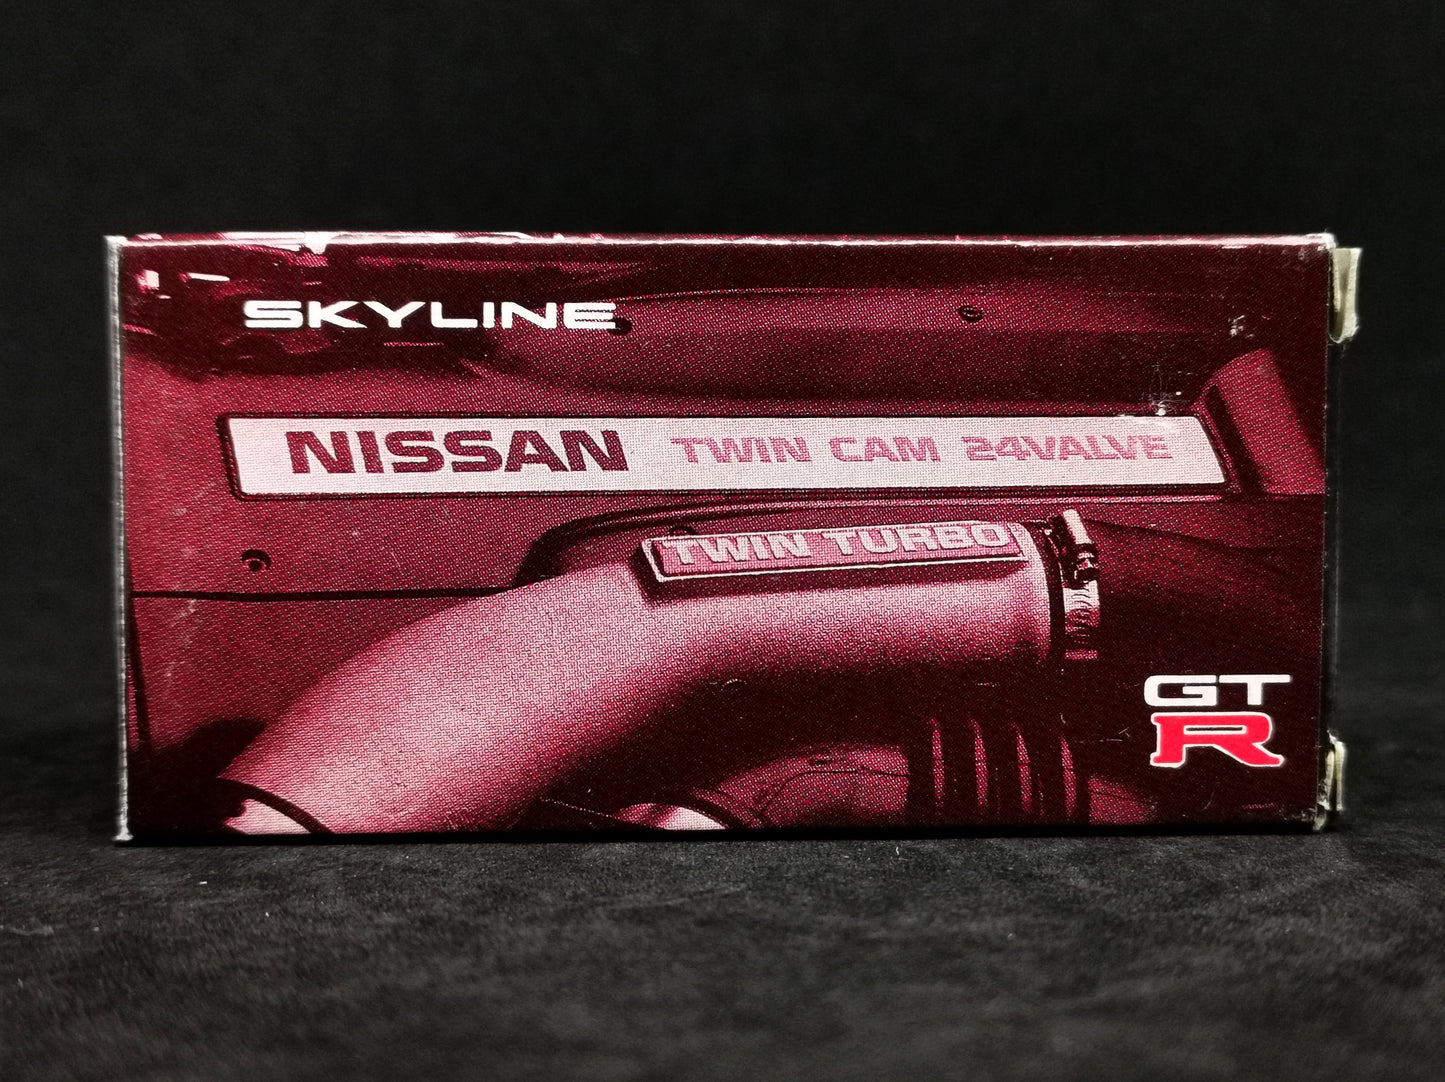 SKYLINE
NISSAN TWIN CAM 24VALVE
TWIN TURBO
GT
R